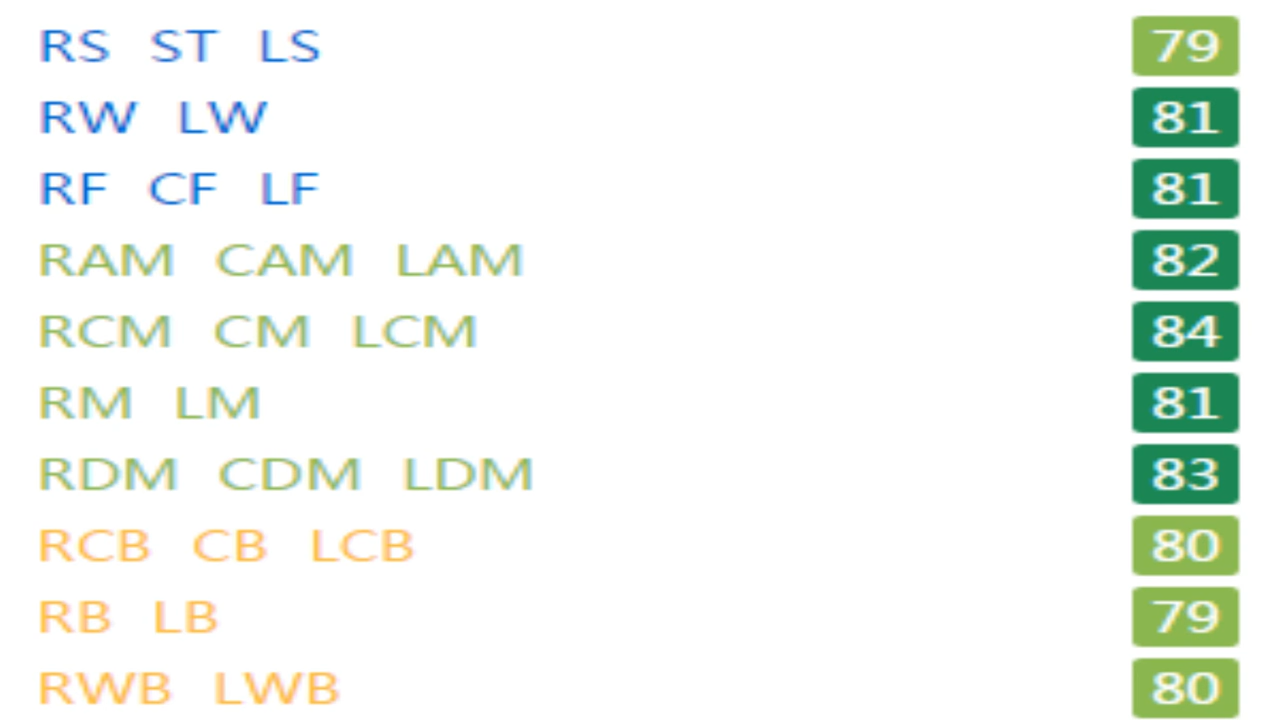 RS ST LS 79
RW LW 81
RF CF LF 81
RAM CAM LAM 82
RCM CM LCM 84
RM LM 81
RDM CDM LDM 83
RCB CB LCB 80
RB LB 79
RWB LWB 80